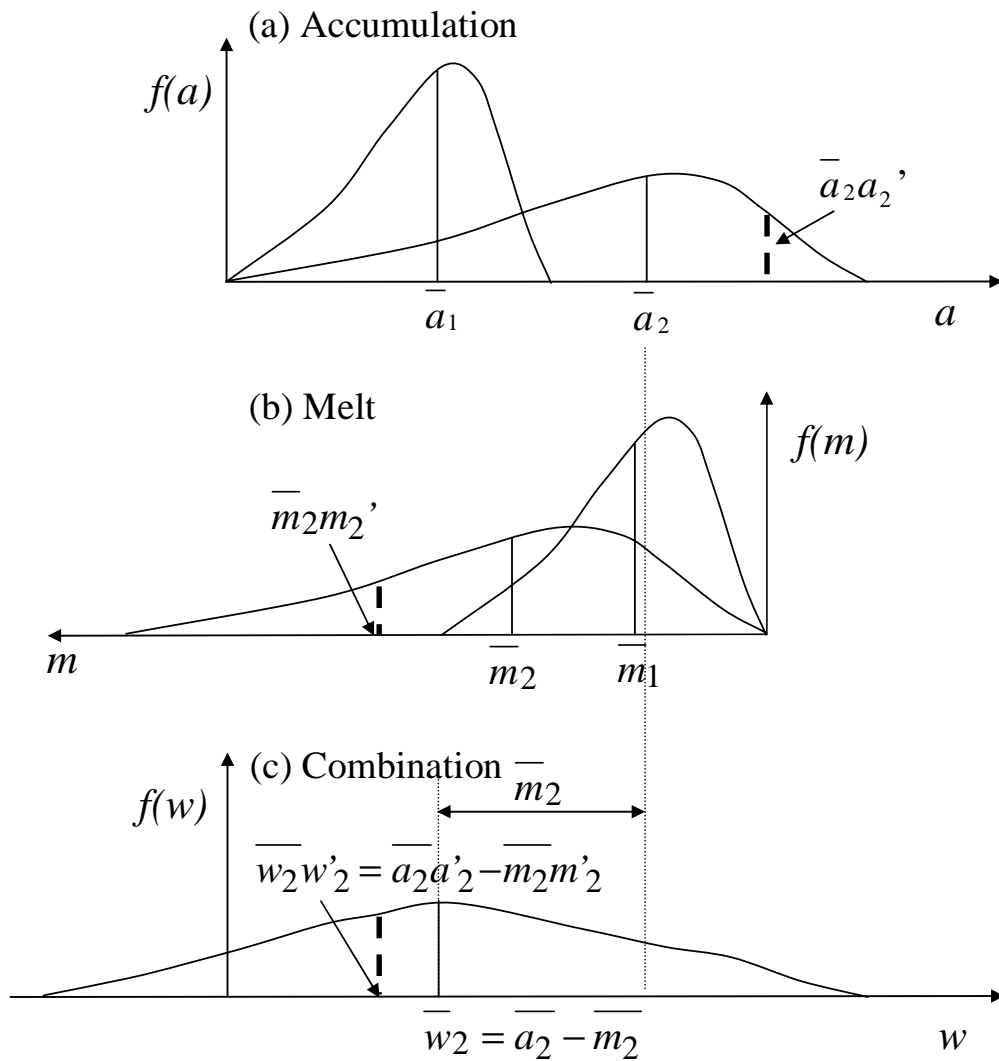 (a) Accumulation
f(a)
a̅₂a₂’
a̅₁
a̅₂
a
(b) Melt
f(m)
m̅₂m₂’
m
m̅₂
m̅₁
(c) Combination
m̅₂
f(w)
w̅₂w’₂ = a̅₂a’₂ – m̅₂m’₂
w̅₂ = a̅₂ – m̅₂
w